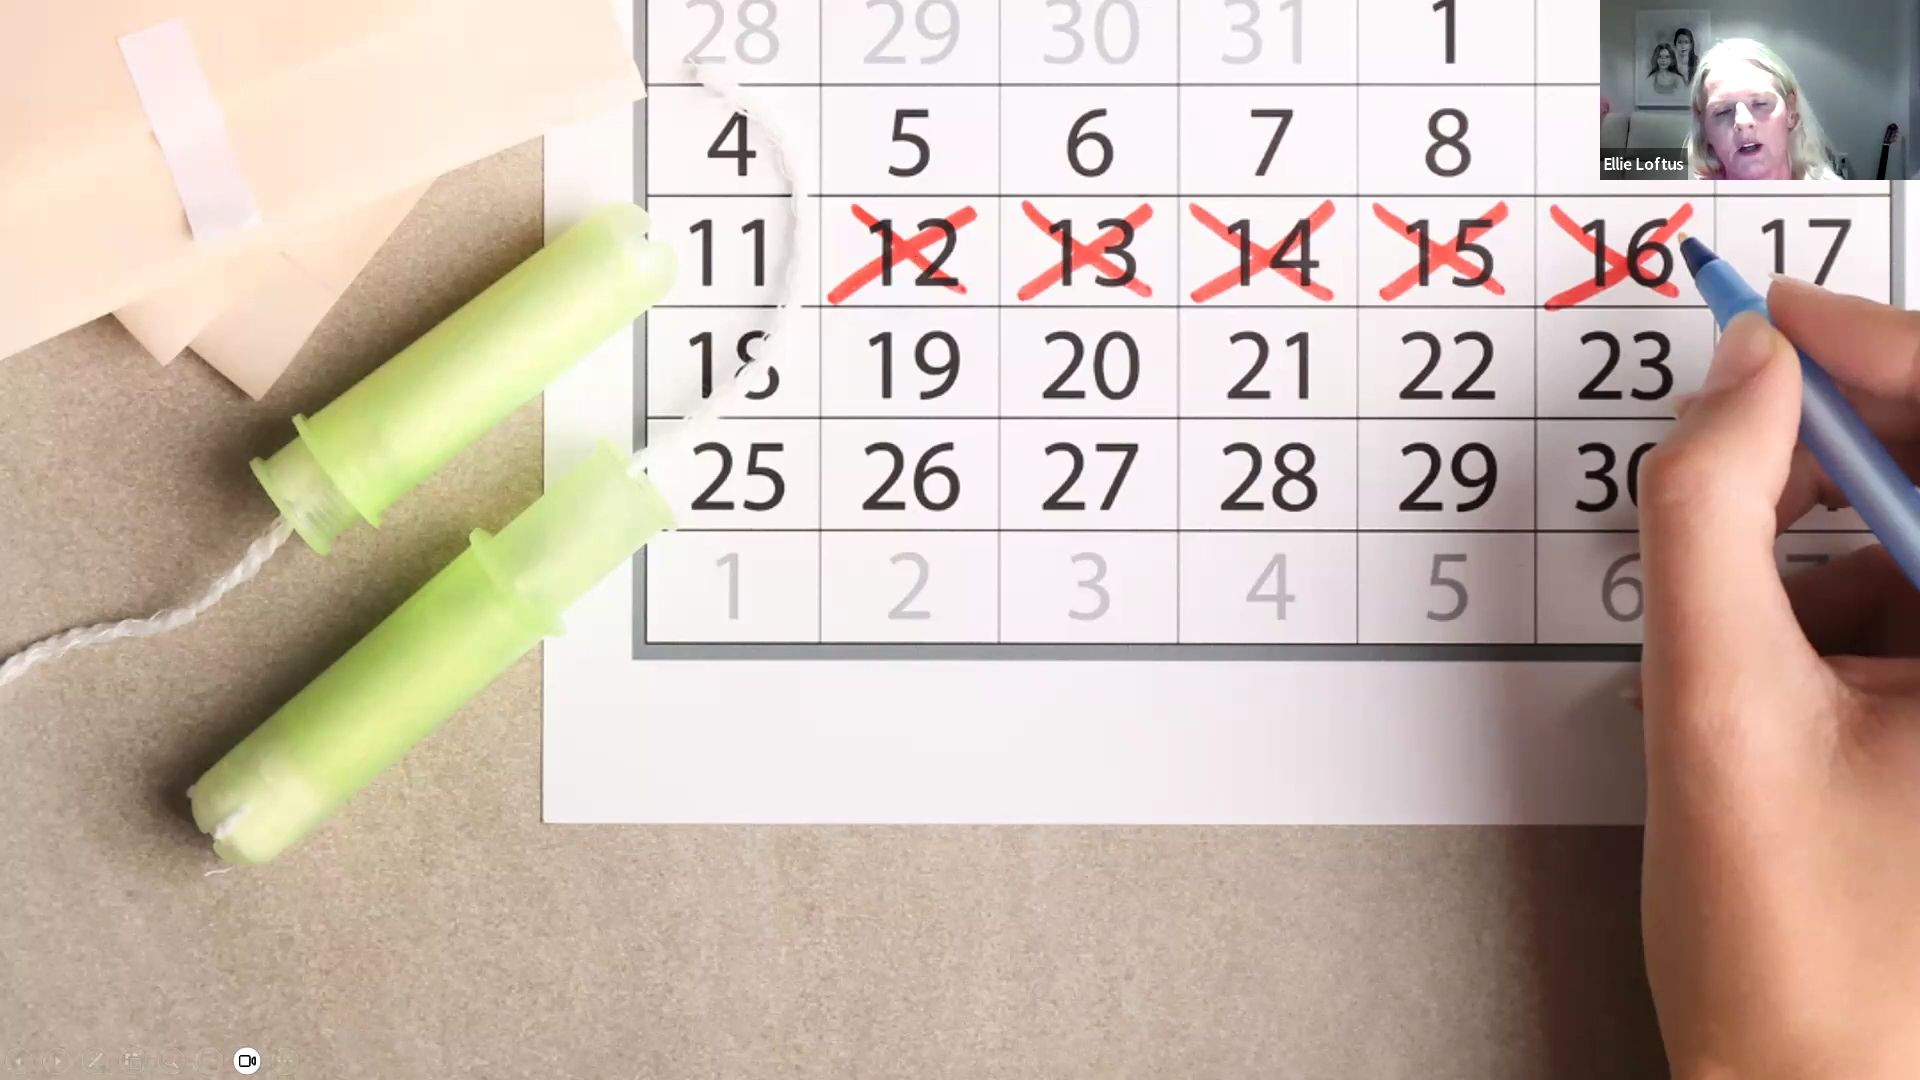 28 29 30 31 1
4 5 6 7 8
Ellie Loftus
11 12 13 14 15 16 17
18 19 20 21 22 23
25 26 27 28 29 30
1 2 3 4 5 6